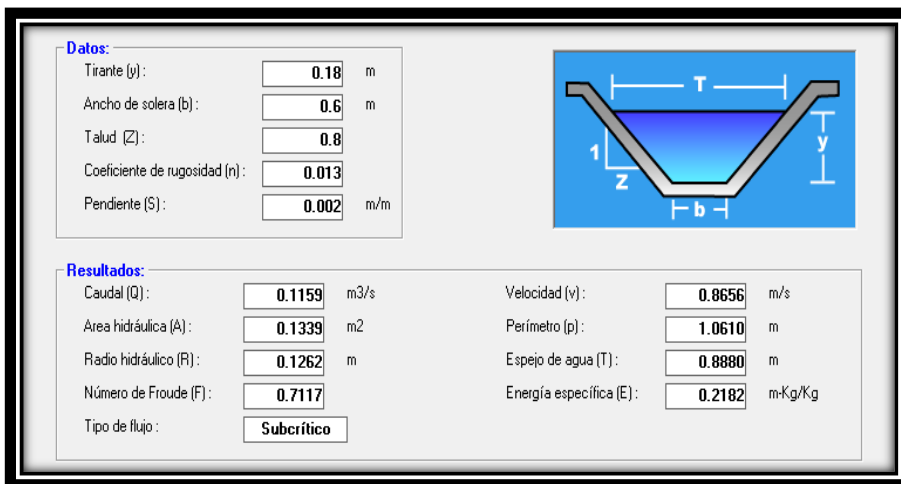 Datos:
Tirante (y) : 0.18 m
Ancho de solera (b) : 0.6 m
Talud (Z) : 0.8
Coeficiente de rugosidad (n) : 0.013
Pendiente (S) : 0.002 m/m
T
y
1
Z
b
Resultados:
Caudal (Q) : 0.1159 m3/s Velocidad (v) : 0.8656 m/s
Area hidráulica (A) : 0.1339 m2 Perímetro (p) : 1.0610 m
Radio hidráulico (R) : 0.1262 m Espejo de agua (T) : 0.8880 m
Número de Froude (F) : 0.7117 Energía específica (E) : 0.2182 m-Kg/Kg
Tipo de flujo : Subcrítico